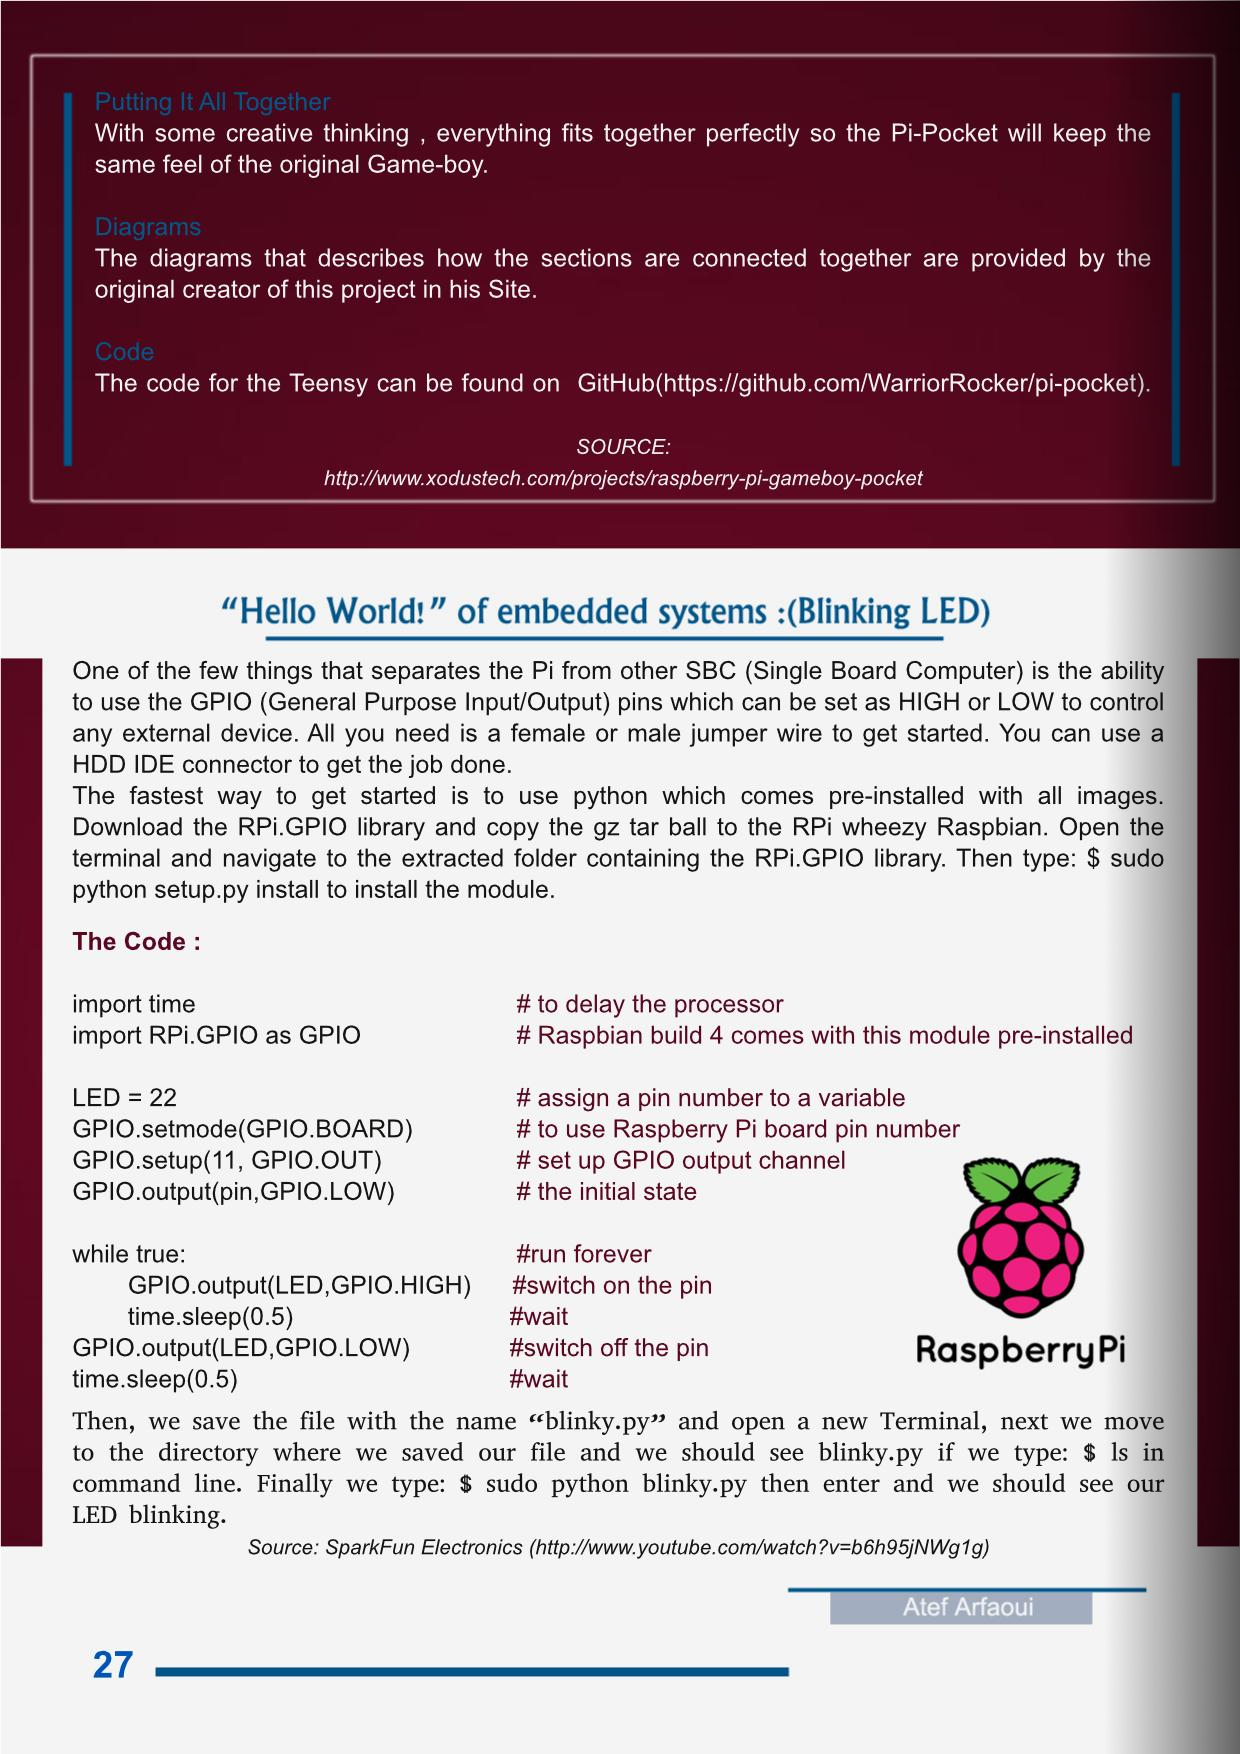 Putting It All Together
With some creative thinking , everything fits together perfectly so the Pi-Pocket will keep the
same feel of the original Game-boy.
Diagrams
The diagrams that describes how the sections are connected together are provided by the
original creator of this project in his Site.
Code
The code for the Teensy can be found on GitHub(https://github.com/WarriorRocker/pi-pocket).
SOURCE:
http://www.xodustech.com/projects/raspberry-pi-gameboy-pocket
“Hello World!” of embedded systems :(Blinking LED)
One of the few things that separates the Pi from other SBC (Single Board Computer) is the ability
to use the GPIO (General Purpose Input/Output) pins which can be set as HIGH or LOW to control
any external device. All you need is a female or male jumper wire to get started. You can use a
HDD IDE connector to get the job done.
The fastest way to get started is to use python which comes pre-installed with all images.
Download the RPi.GPIO library and copy the gz tar ball to the RPi wheezy Raspbian. Open the
terminal and navigate to the extracted folder containing the RPi.GPIO library. Then type: $ sudo
python setup.py install to install the module.
The Code :
import time # to delay the processor
import RPi.GPIO as GPIO # Raspbian build 4 comes with this module pre-installed
LED = 22 # assign a pin number to a variable
GPIO.setmode(GPIO.BOARD) # to use Raspberry Pi board pin number
GPIO.setup(11, GPIO.OUT) # set up GPIO output channel
GPIO.output(pin,GPIO.LOW) # the initial state
while true: #run forever
GPIO.output(LED,GPIO.HIGH) #switch on the pin
time.sleep(0.5) #wait
GPIO.output(LED,GPIO.LOW) #switch off the pin
time.sleep(0.5) #wait
RaspberryPi
Then, we save the file with the name “blinky.py” and open a new Terminal, next we move
to the directory where we saved our file and we should see blinky.py if we type: $ ls in
command line. Finally we type: $ sudo python blinky.py then enter and we should see our
LED blinking.
Source: SparkFun Electronics (http://www.youtube.com/watch?v=b6h95jNWg1g)
Atef Arfaoui
27